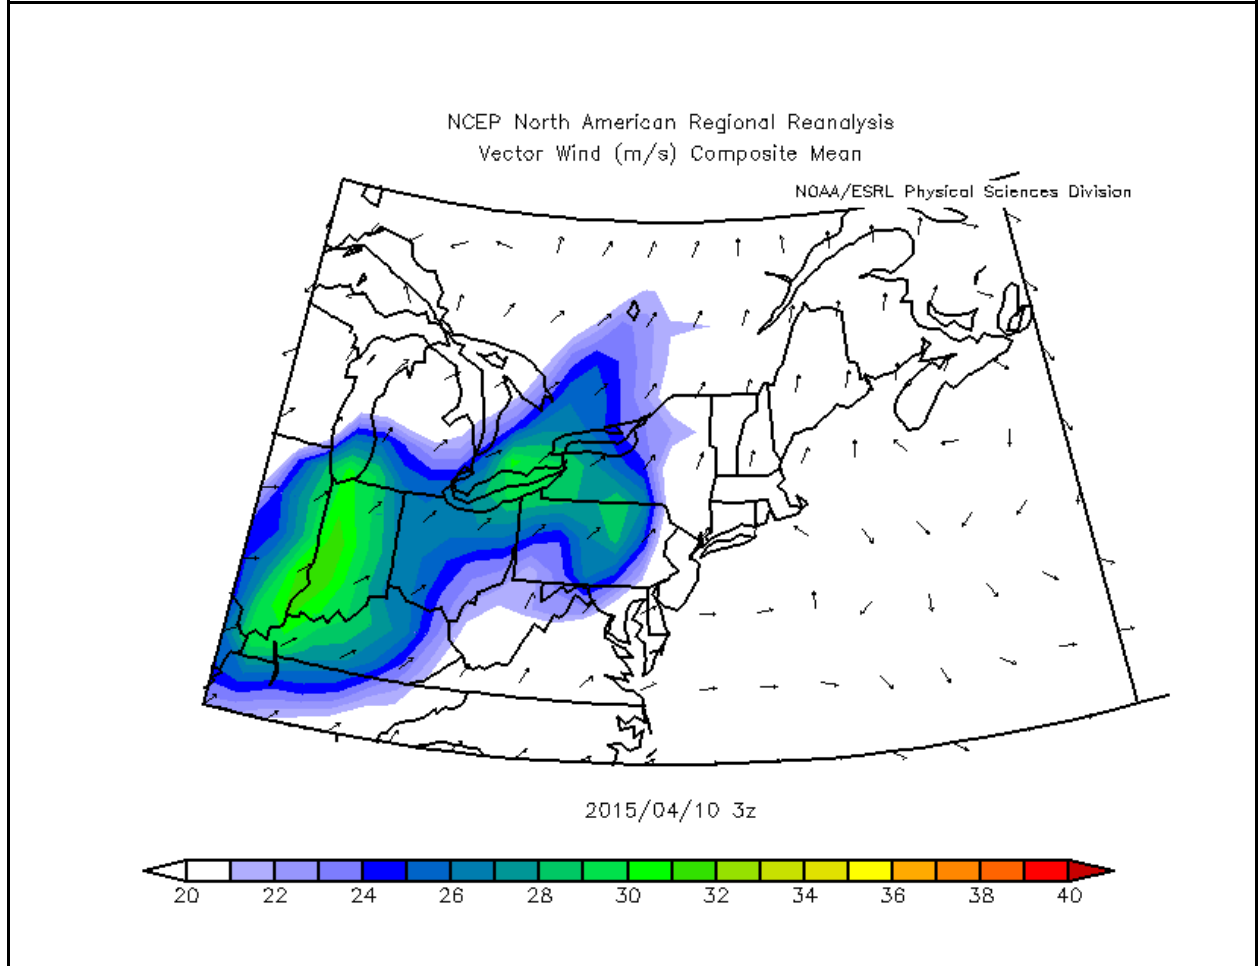 NCEP North American Regional Reanalysis
Vector Wind (m/s) Composite Mean
NOAA/ESRL Physical Sciences Division
2015/04/10 3z
20 22 24 26 28 30 32 34 36 38 40